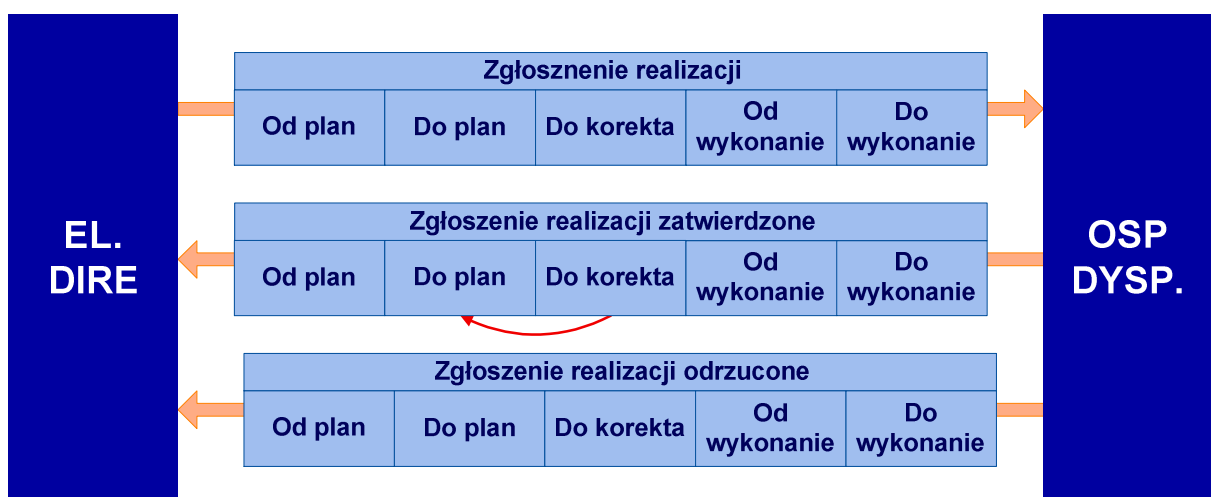 Zgłosznenie realizacji
Od plan
Do plan
Do korekta
Od
wykonanie
Do
wykonanie
EL.
DIRE
Zgłoszenie realizacji zatwierdzone
Od plan
Do plan
Do korekta
Od
wykonanie
Do
wykonanie
OSP
DYSP.
Zgłoszenie realizacji odrzucone
Od plan
Do plan
Do korekta
Od
wykonanie
Do
wykonanie